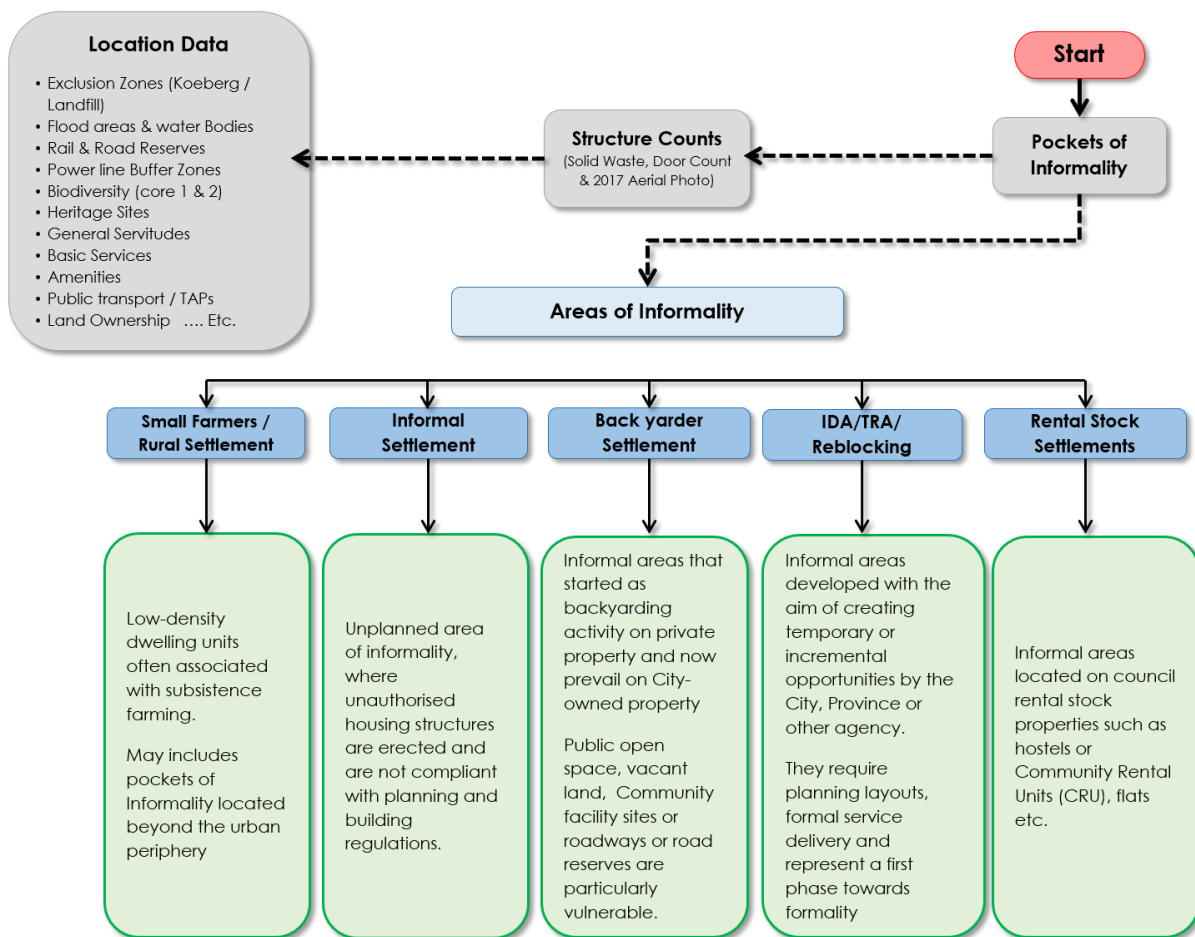 Location Data
• Exclusion Zones (Koeberg /
Landfill)
• Flood areas & water Bodies
• Rail & Road Reserves
• Power line Buffer Zones
• Biodiversity (core 1 & 2)
• Heritage Sites
• General Servitudes
• Basic Services
• Amenities
• Public transport / TAPs
• Land Ownership .... Etc.
Structure Counts
(Solid Waste, Door Count
& 2017 Aerial Photo)
Start
Pockets of
Informality
Areas of Informality
Small Farmers /
Rural Settlement
Informal
Settlement
Back yarder
Settlement
IDA/TRA/
Reblocking
Rental Stock
Settlements
Low-density
dwelling units
often associated
with subsistence
farming.
May includes
pockets of
Informality located
beyond the urban
periphery
Unplanned area
of informality,
where
unauthorised
housing structures
are erected and
are not compliant
with planning and
building
regulations.
Informal areas that
started as
backyarding
activity on private
property and now
prevail on City-
owned property
Public open
space, vacant
land, Community
facility sites or
roadways or road
reserves are
particularly
vulnerable.
Informal areas
developed with the
aim of creating
temporary or
incremental
opportunities by the
City, Province or
other agency.
They require
planning layouts,
formal service
delivery and
represent a first
phase towards
formality
Informal areas
located on council
rental stock
properties such as
hostels or
Community Rental
Units (CRU), flats
etc.